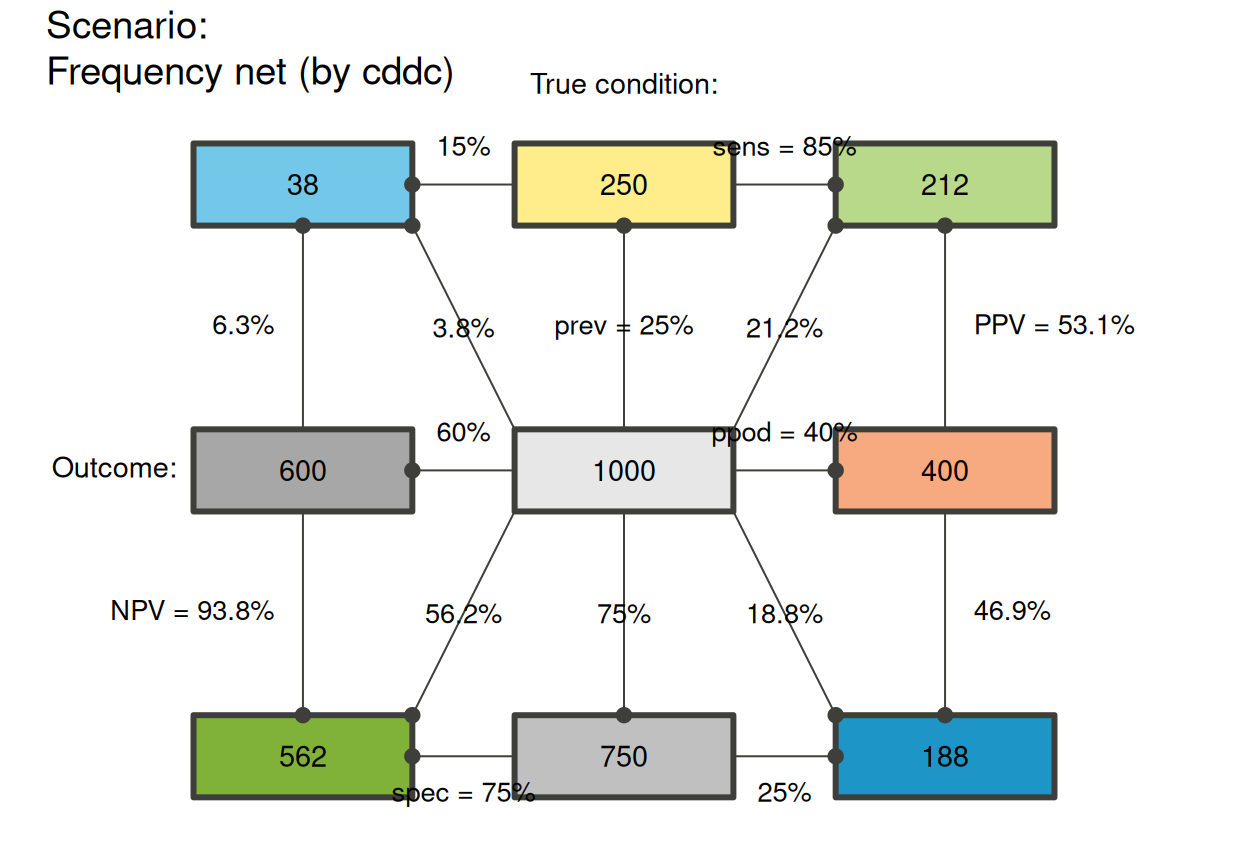 Scenario:
Frequency net (by cddc)
True condition:
15%
sens = 85%
38
250
212
6.3%
3.8%
prev = 25%
21.2%
PPV = 53.1%
60%
ppod = 40%
Outcome:
600
1000
400
NPV = 93.8%
56.2%
75%
18.8%
46.9%
562
750
188
spec = 75%
25%